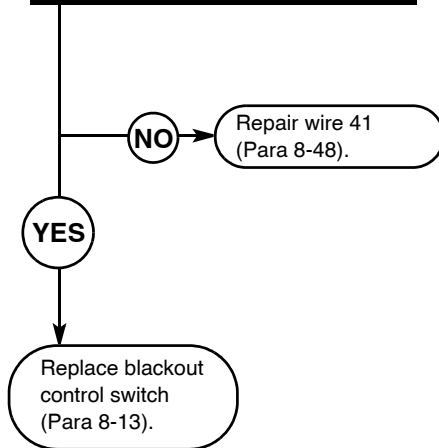 NO
Repair wire 41
(Para 8-48).
YES
Replace blackout
control switch
(Para 8-13).